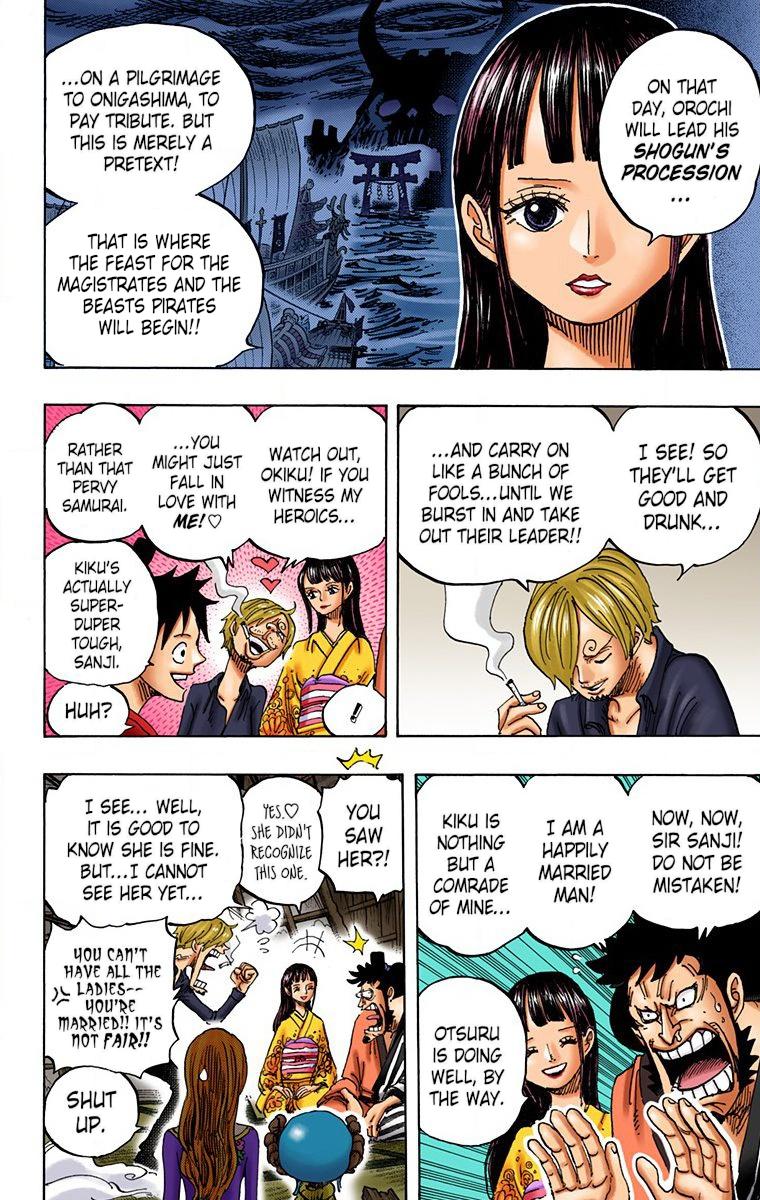 ON THAT
DAY, OROCHI
WILL LEAD HIS
SHOGUN'S
PROCESSION
...
...ON A PILGRIMAGE
TO ONIGASHIMA, TO
PAY TRIBUTE. BUT
THIS IS MERELY A
PRETEXT!
THAT IS WHERE
THE FEAST FOR THE
MAGISTRATES AND THE
BEASTS PIRATES
WILL BEGIN!!
I SEE! SO
THEY'LL GET
GOOD AND
DRUNK...
...AND CARRY ON
LIKE A BUNCH OF
FOOLS...UNTIL WE
BURST IN AND TAKE
OUT THEIR LEADER!!
WATCH OUT,
OKIKU! IF YOU
WITNESS MY
HEROICS...
...YOU
MIGHT JUST
FALL IN
LOVE WITH
ME!♡
RATHER
THAN THAT
PERVY
SAMURAI.
KIKU'S
ACTUALLY
SUPER-
DUPER
TOUGH,
SANJI.
HUH?
!
NOW, NOW,
SIR SANJI!
DO NOT BE
MISTAKEN!
I AM A
HAPPILY
MARRIED
MAN!
KIKU IS
NOTHING
BUT A
COMRADE
OF MINE...
OTSURU
IS DOING
WELL, BY
THE WAY.
YOU
SAW
HER?!
YES.♡
SHE DIDN'T
RECOGNIZE
THIS ONE.
I SEE... WELL,
IT IS GOOD TO
KNOW SHE IS FINE.
BUT...I CANNOT
SEE HER YET...
YOU CAN'T
HAVE ALL THE
LADIES--
YOU'RE
MARRIED!! IT'S
NOT FAIR!!
SHUT
UP.